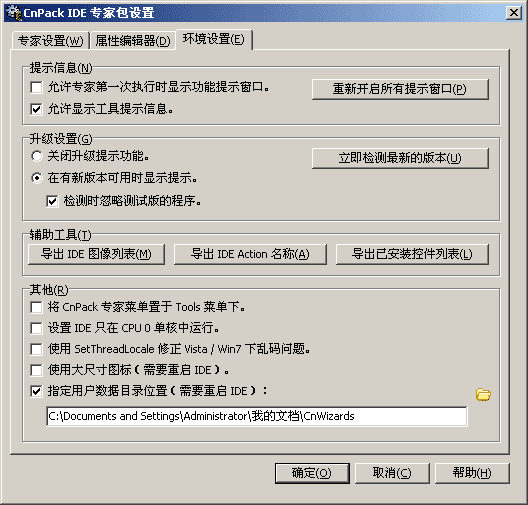 CnPack IDE 专家包设置
专家设置(W) 属性编辑器(D) 环境设置(E)
提示信息(N)
允许专家第一次执行时显示功能提示窗口。 重新开启所有提示窗口(P)
允许显示工具提示信息。
升级设置(G)
关闭升级提示功能。 立即检测最新的版本(U)
在有新版本可用时显示提示。
检测时忽略测试版的程序。
辅助工具(T)
导出 IDE 图像列表(M) 导出 IDE Action 名称(A) 导出已安装控件列表(L)
其他(R)
将 CnPack 专家菜单置于 Tools 菜单下。
设置 IDE 只在 CPU 0 单核中运行。
使用 SetThreadLocale 修正 Vista / Win7 下乱码问题。
使用大尺寸图标（需要重启 IDE）。
指定用户数据目录位置（需要重启 IDE）：
C:\Documents and Settings\Administrator\我的文档\CnWizards
确定(O) 取消(C) 帮助(H)